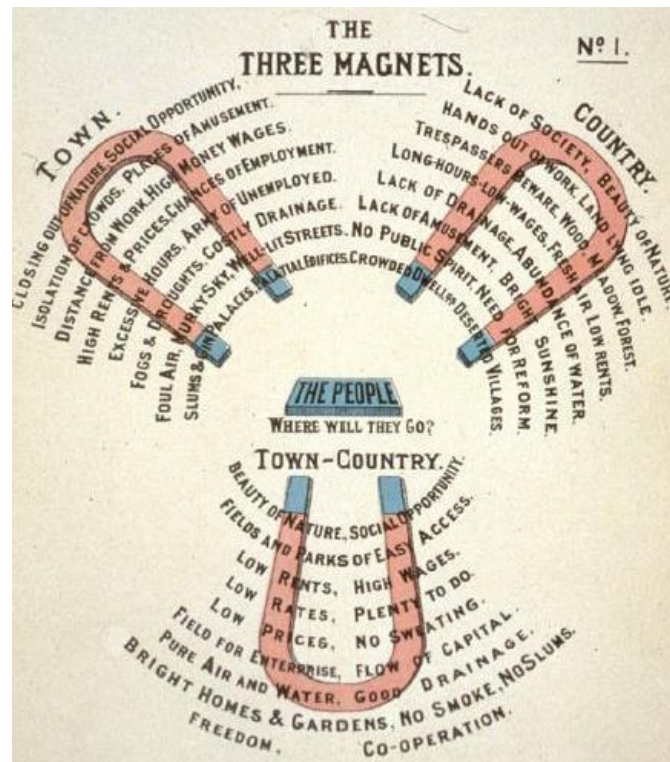 THE
THREE MAGNETS.
Nº 1.
TOWN.
CLOSING OUT OF NATURE. SOCIAL OPPORTUNITY.
ISOLATION OF CROWDS. PLACES OF AMUSEMENT.
DISTANCE FROM WORK. HIGH MONEY WAGES.
HIGH RENTS & PRICES. CHANCES OF EMPLOYMENT.
EXCESSIVE HOURS. ARMY OF UNEMPLOYED.
FOGS & DROUGHTS. COSTLY DRAINAGE.
FOUL AIR. MURKY SKY. WELL-LIT STREETS.
SLUMS & GIN PALACES. PALATIAL EDIFICES.
COUNTRY.
LACK OF SOCIETY. BEAUTY OF NATURE.
HANDS OUT OF WORK. LAND LYING IDLE.
TRESPASSERS BEWARE. WOOD, MEADOW, FOREST.
LONG-HOURS-LOW-WAGES. FRESH AIR. LOW RENTS.
LACK OF DRAINAGE. ABUNDANCE OF WATER.
LACK OF AMUSEMENT. BRIGHT SUNSHINE.
NO PUBLIC SPIRIT. NEED FOR REFORM.
CROWDED DWELLGS DESERTED VILLAGES.
THE PEOPLE
WHERE WILL THEY GO?
TOWN-COUNTRY.
BEAUTY OF NATURE, SOCIAL OPPORTUNITY.
FIELDS AND PARKS OF EASY ACCESS.
LOW RENTS, HIGH WAGES.
LOW RATES, PLENTY TO DO.
LOW PRICES, NO SWEATING.
FIELD FOR ENTERPRISE, FLOW OF CAPITAL.
PURE AIR AND WATER, GOOD DRAINAGE.
BRIGHT HOMES & GARDENS, NO SMOKE, NO SLUMS.
FREEDOM. CO-OPERATION.